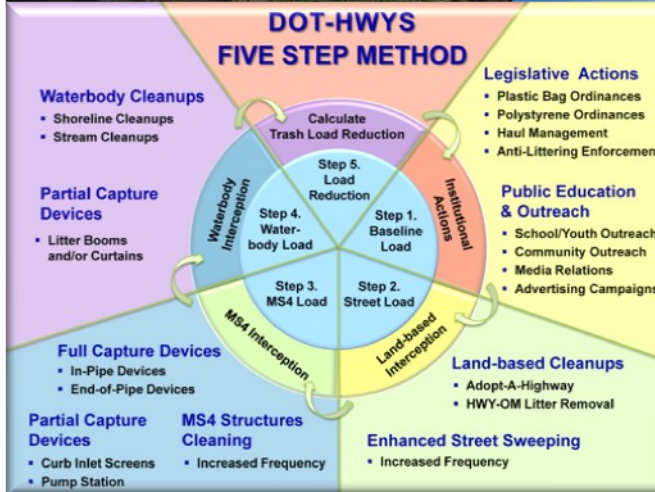 DOT-HWYS
FIVE STEP METHOD
Waterbody Cleanups
▪ Shoreline Cleanups
▪ Stream Cleanups
Partial Capture
Devices
▪ Litter Booms
and/or Curtains
Legislative Actions
▪ Plastic Bag Ordinances
▪ Polystyrene Ordinances
▪ Haul Management
▪ Anti-Littering Enforcement
Public Education
& Outreach
▪ School/Youth Outreach
▪ Community Outreach
▪ Media Relations
▪ Advertising Campaigns
Calculate
Trash Load Reduction
Institutional
Actions
Land-based
Interception
MS4 Interception
Waterbody
Interception
Step 5.
Load
Reduction
Step 1.
Baseline
Load
Step 2.
Street Load
Step 3.
MS4 Load
Step 4.
Water-
body Load
Full Capture Devices
▪ In-Pipe Devices
▪ End-of-Pipe Devices
Partial Capture
Devices
▪ Curb Inlet Screens
▪ Pump Station
MS4 Structures
Cleaning
▪ Increased Frequency
Land-based Cleanups
▪ Adopt-A-Highway
▪ HWY-OM Litter Removal
Enhanced Street Sweeping
▪ Increased Frequency